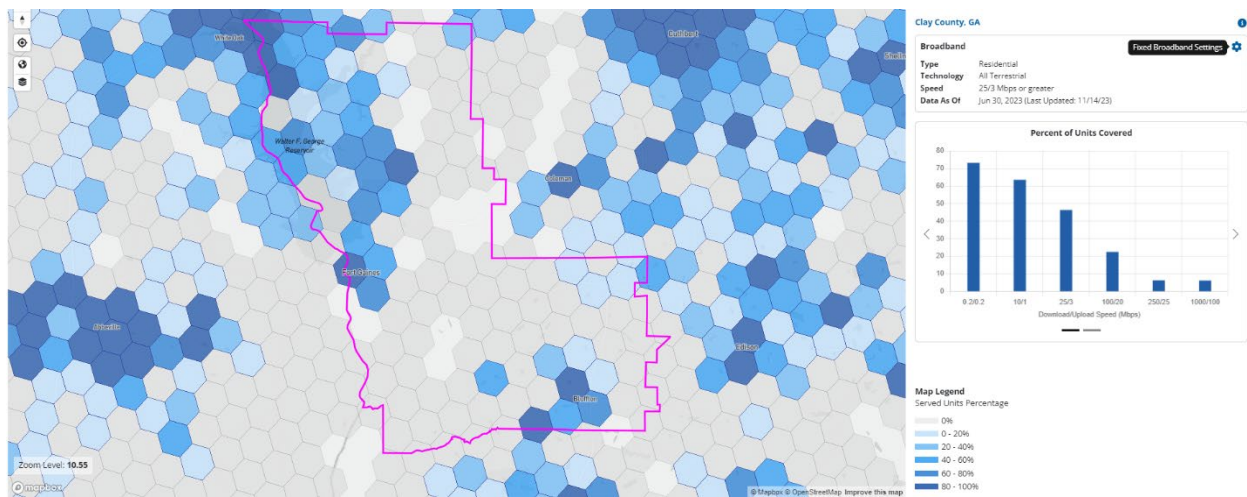 White Oak
Cuthbert
Walter F. George
Reservoir
Coleman
Fort Gaines
Abbeville
Edison
Bluffton
Zoom Level: 10.55
mapbox
© Mapbox © OpenStreetMap Improve this map
Clay County, GA
Broadband
Fixed Broadband Settings
Type Residential
Technology All Terrestrial
Speed 25/3 Mbps or greater
Data As Of Jun 30, 2023 (Last Updated: 11/14/23)
Percent of Units Covered
80
70
60
50
40
30
20
10
0
0.2/0.2 10/1 25/3 100/20 250/25 1000/100
Download/Upload Speed (Mbps)
Map Legend
Served Units Percentage
0%
0 - 20%
20 - 40%
40 - 60%
60 - 80%
80 - 100%